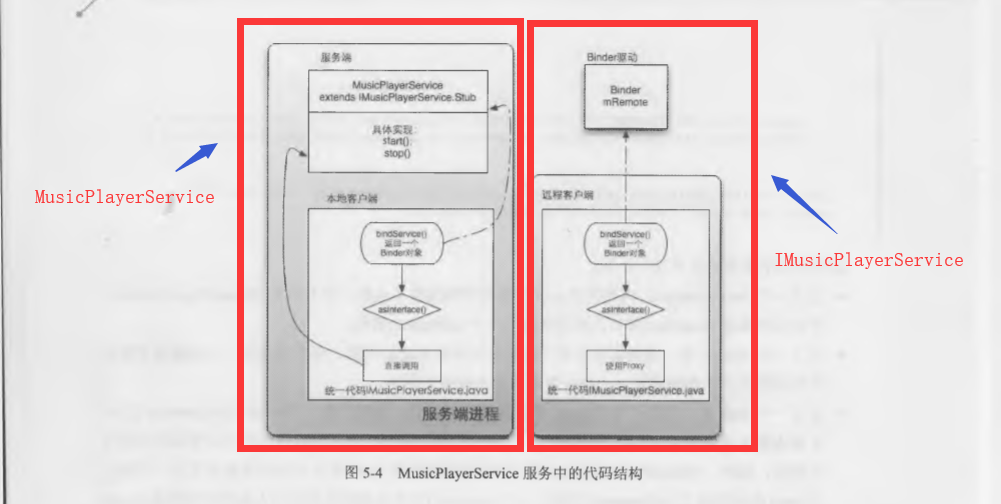 MusicPlayerService
服务端
MusicPlayerService
extends IMusicPlayerService.Stub
具体实现:
start()
stop()
本地客户端
bindService()
返回一个
Binder对象
asInterface()
直接调用
统一代码IMusicPlayerService.java
服务端进程
Binder驱动
Binder
mRemote
远程客户端
bindService()
返回一个
Binder对象
asInterface()
使用Proxy
统一代码IMusicPlayerService.java
IMusicPlayerService
图 5-4 MusicPlayerService 服务中的代码结构